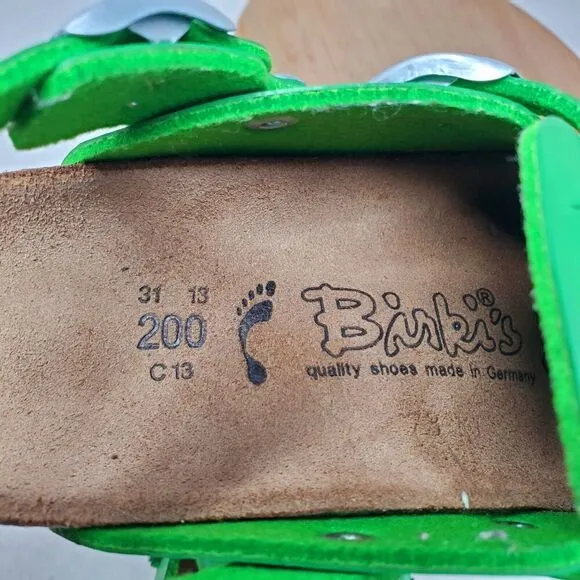 31 13
200
C 13
Birki's®
quality shoes made in Germany